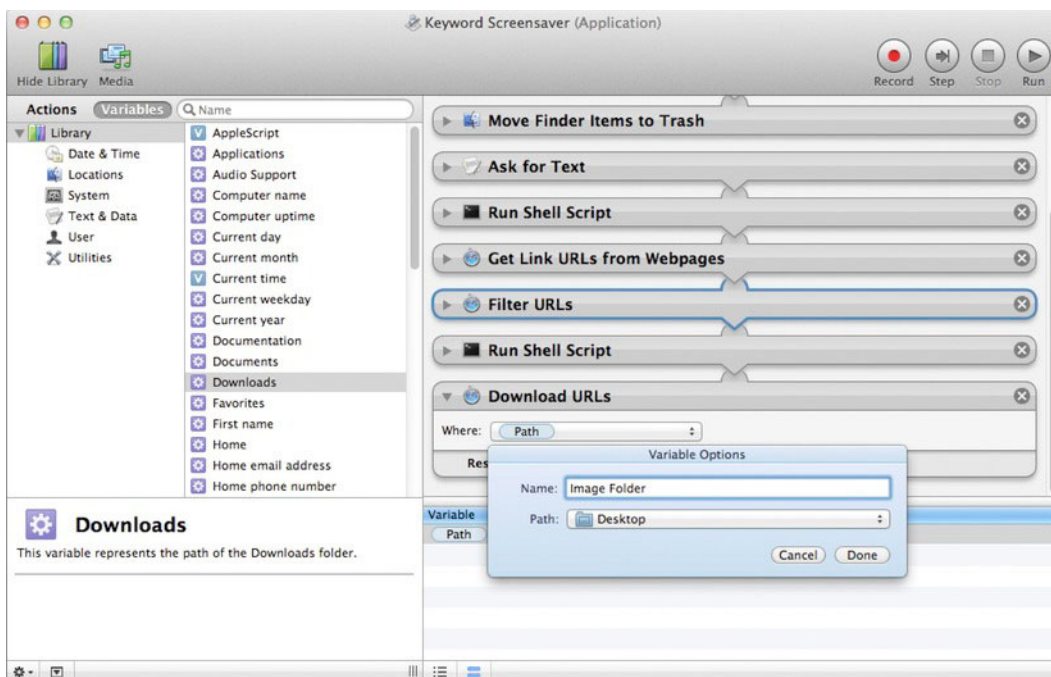 Keyword Screensaver (Application)
Hide Library Media
Record Step Stop Run
Actions Variables Name
Library
Date & Time
Locations
System
Text & Data
User
Utilities
V AppleScript
Applications
Audio Support
Computer name
Computer uptime
Current day
Current month
V Current time
Current weekday
Current year
Documentation
Documents
Downloads
Favorites
First name
Home
Home email address
Home phone number
Move Finder Items to Trash
Ask for Text
Run Shell Script
Get Link URLs from Webpages
Filter URLs
Run Shell Script
Download URLs
Where: Path
Res
Variable Options
Name: Image Folder
Path: Desktop
Cancel Done
Variable
Path
Downloads
This variable represents the path of the Downloads folder.